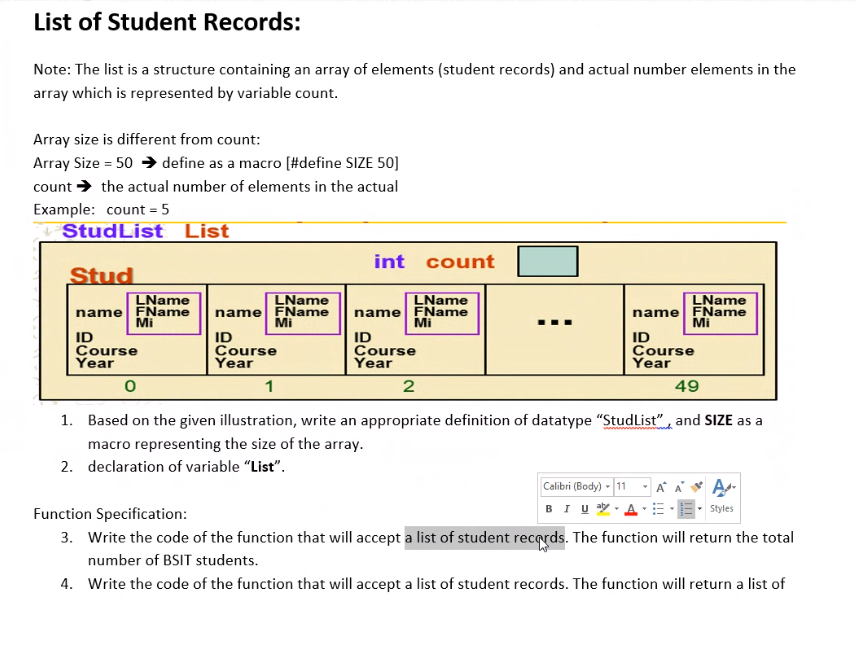 List of Student Records:
Note: The list is a structure containing an array of elements (student records) and actual number elements in the
array which is represented by variable count.
Array size is different from count:
Array Size = 50 ➔ define as a macro [#define SIZE 50]
count ➔ the actual number of elements in the actual
Example: count = 5
StudList List
int count
Stud
name LName FName Mi
ID
Course
Year
name LName FName Mi
ID
Course
Year
name LName FName Mi
ID
Course
Year
...
name LName FName Mi
ID
Course
Year
0 1 2 49
1. Based on the given illustration, write an appropriate definition of datatype “StudList” , and SIZE as a
macro representing the size of the array.
2. declaration of variable “List”.
Calibri (Body) 11 A A A
B I U aby A Styles
Function Specification:
3. Write the code of the function that will accept a list of student records. The function will return the total
number of BSIT students.
4. Write the code of the function that will accept a list of student records. The function will return a list of